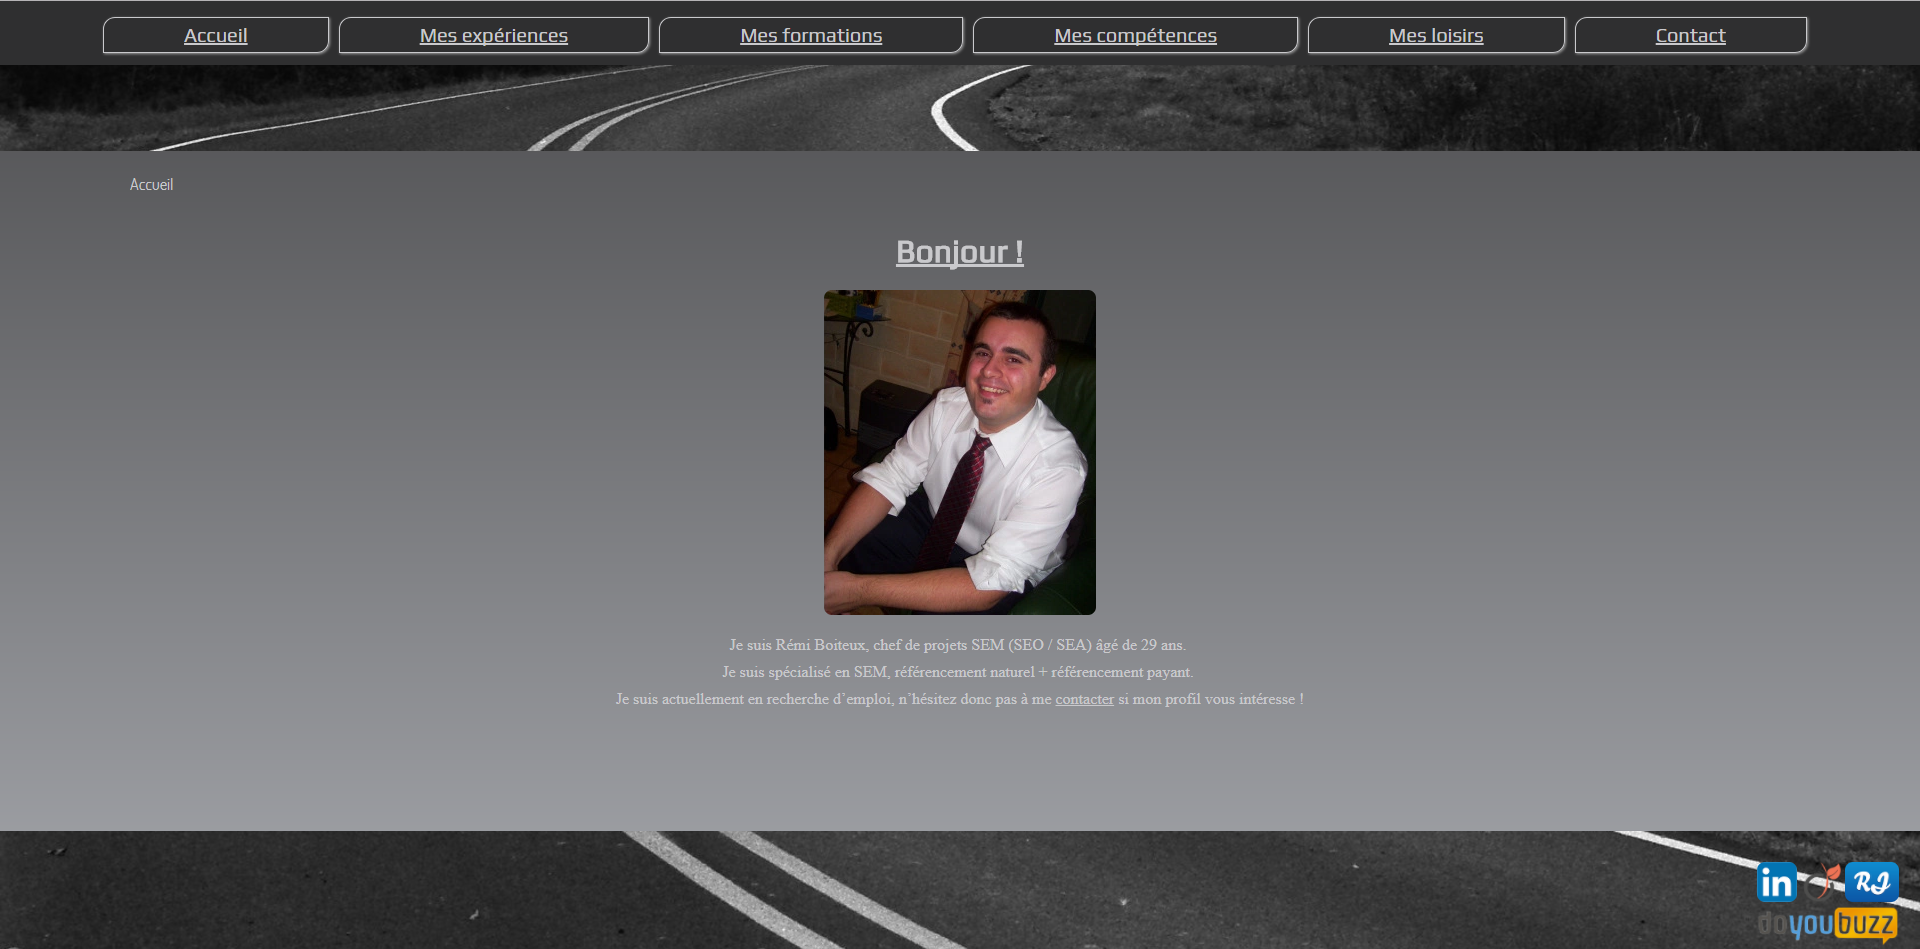 Accueil
Mes expériences
Mes formations
Mes compétences
Mes loisirs
Contact
Accueil
Bonjour !
Je suis Rémi Boiteux, chef de projets SEM (SEO / SEA) âgé de 29 ans.
Je suis spécialisé en SEM, référencement naturel + référencement payant.
Je suis actuellement en recherche d’emploi, n’hésitez donc pas à me contacter si mon profil vous intéresse !
in
RJ
doyoubuzz